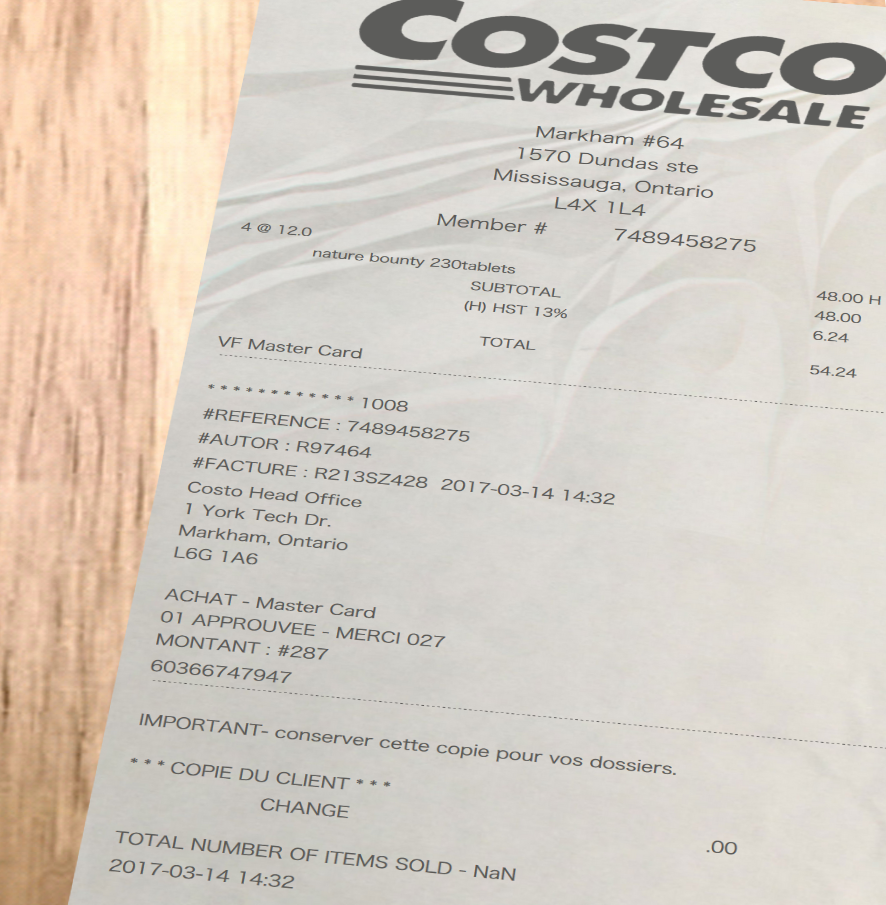 COSTCO
WHOLESALE
Markham #64
1570 Dundas ste
Mississauga, Ontario
L4X 1L4
Member # 7489458275
4 @ 12.0
nature bounty 230tablets 48.00 H
SUBTOTAL 48.00
(H) HST 13% 6.24
TOTAL 54.24
VF Master Card
* * * * * * * * * * * * 1008
#REFERENCE : 7489458275
#AUTOR : R97464
#FACTURE : R213SZ428 2017-03-14 14:32
Costo Head Office
1 York Tech Dr.
Markham, Ontario
L6G 1A6
ACHAT - Master Card
01 APPROUVEE - MERCI 027
MONTANT : #287
60366747947
IMPORTANT- conserver cette copie pour vos dossiers.
* * * COPIE DU CLIENT * * *
CHANGE .00
TOTAL NUMBER OF ITEMS SOLD - NaN
2017-03-14 14:32